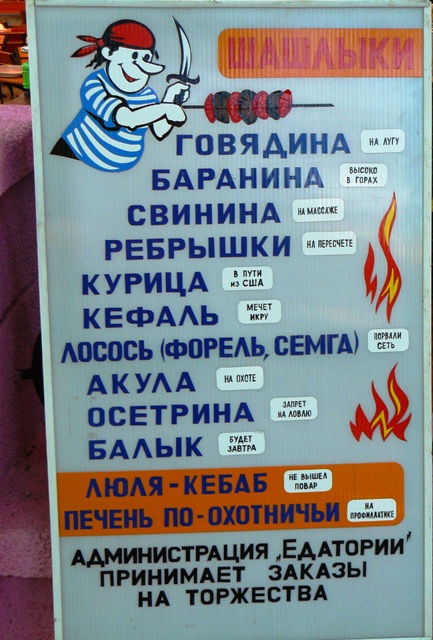 ШАШЛЫКИ
ГОВЯДИНА НА ЛУГУ
БАРАНИНА ВЫСОКО В ГОРАХ
СВИНИНА НА МАССАЖЕ
РЕБРЫШКИ НА ПЕРЕСЧЕТЕ
КУРИЦА В ПУТИ ИЗ США
КЕФАЛЬ МЕЧЕТ ИКРУ
ЛОСОСЬ (ФОРЕЛЬ, СЕМГА) ПОРВАЛИ СЕТЬ
АКУЛА НА ОХОТЕ
ОСЕТРИНА ЗАПРЕТ НА ЛОВЛЮ
БАЛЫК БУДЕТ ЗАВТРА
ЛЮЛЯ-КЕБАБ НЕ ВЫШЕЛ ПОВАР
ПЕЧЕНЬ ПО-ОХОТНИЧЬИ НА ПРОФИЛАКТИКЕ
АДМИНИСТРАЦИЯ „ЕДАТОРИИ"
ПРИНИМАЕТ ЗАКАЗЫ
НА ТОРЖЕСТВА